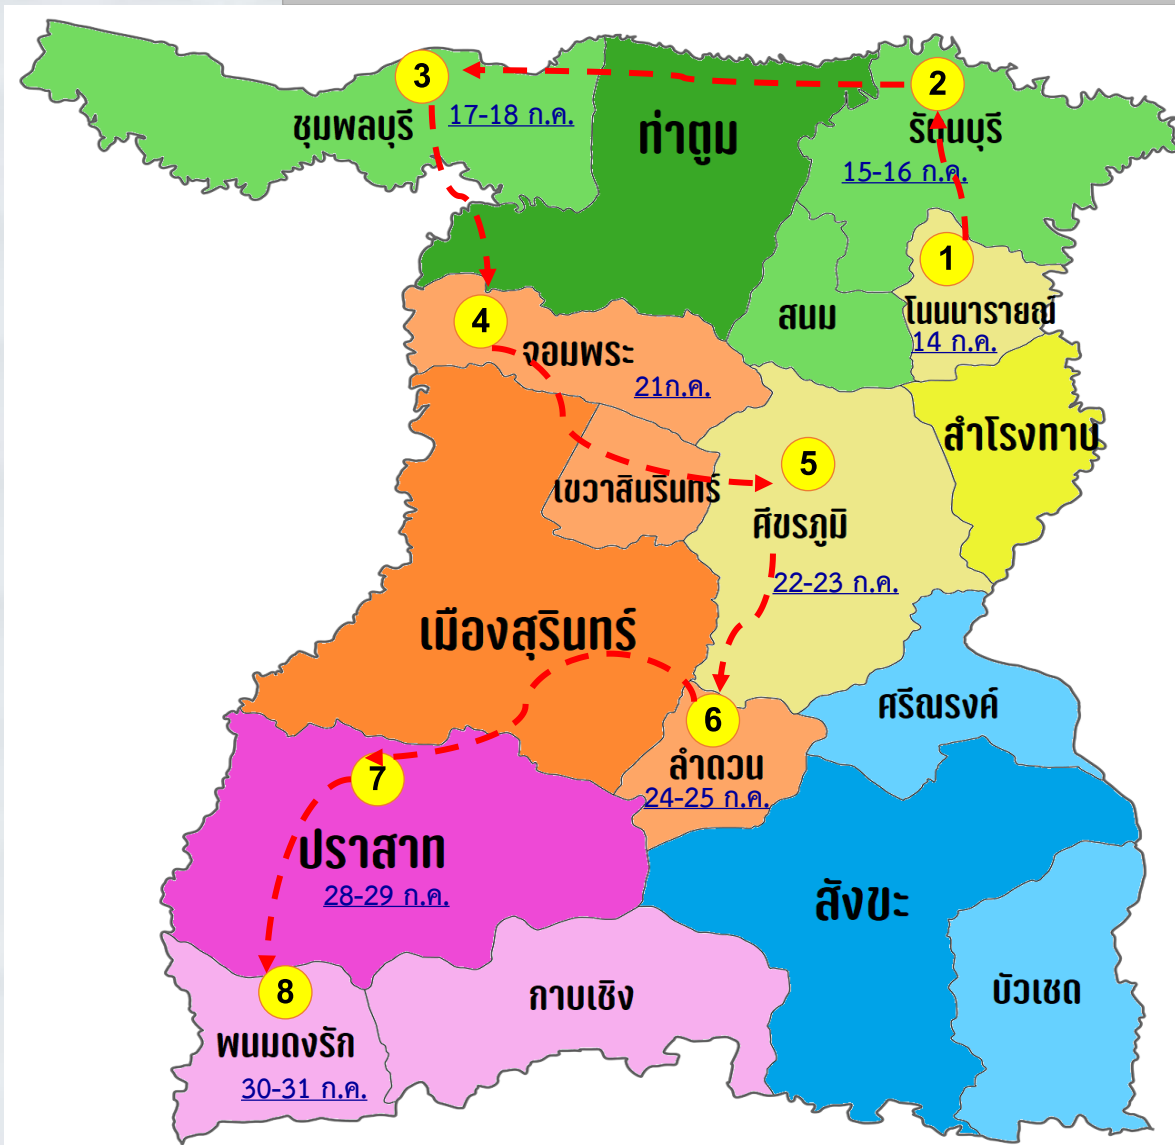 3
2
ชุมพลบุรี
17-18 ก.ค.
ท่าตูม
รัตนบุรี
15-16 ก.ค.
1
โนนนารายณ์
14 ก.ค.
สนม
4
จอมพระ
21ก.ค.
สำโรงทาบ
5
เขวาสินรินทร์
ศีขรภูมิ
22-23 ก.ค.
เมืองสุรินทร์
6
ลำดวน
24-25 ก.ค.
ศรีณรงค์
7
ปราสาท
28-29 ก.ค.
สังขะ
8
พนมดงรัก
30-31 ก.ค.
กาบเชิง
บัวเชด